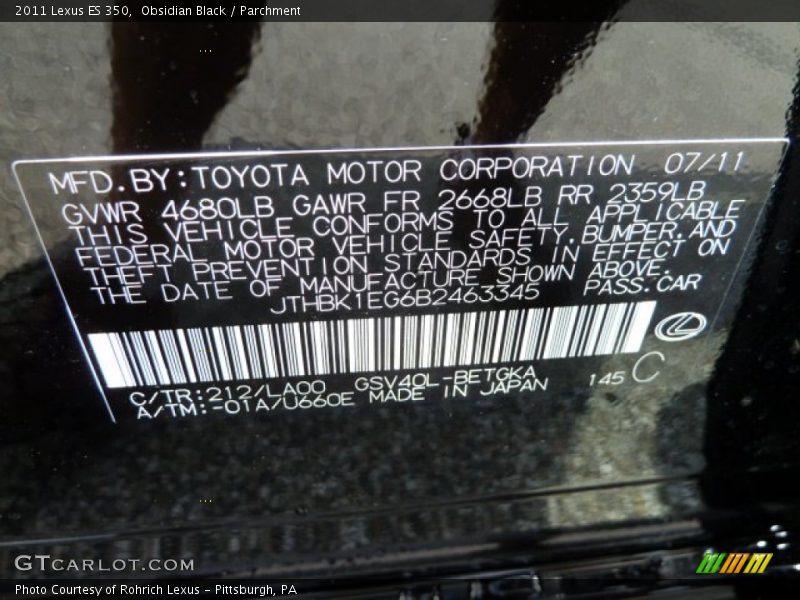 2011 Lexus ES 350, Obsidian Black / Parchment
MFD.BY:TOYOTA MOTOR CORPORATION 07/11
GVWR 4680LB GAWR FR 2668LB RR 2359LB
THIS VEHICLE CONFORMS TO ALL APPLICABLE
FEDERAL MOTOR VEHICLE SAFETY,BUMPER,AND
THEFT PREVENTION STANDARDS IN EFFECT ON
THE DATE OF MANUFACTURE SHOWN ABOVE.
JTHBK1EG6B2463345 PASS.CAR
C/TR:212/LA00 GSV40L-BETGKA 145 C
A/TM:-01A/U660E MADE IN JAPAN
GTCARLOT.COM
Photo Courtesy of Rohrich Lexus - Pittsburgh, PA